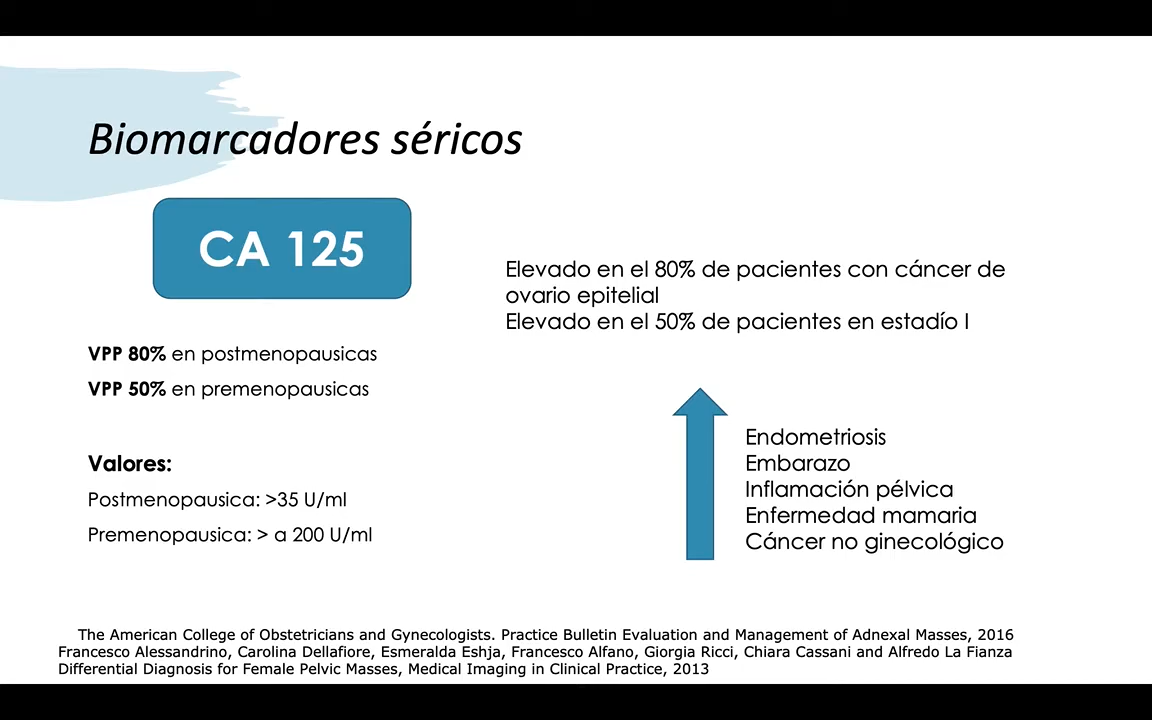 Biomarcadores séricos
CA 125
VPP 80% en postmenopausicas
VPP 50% en premenopausicas
Valores:
Postmenopausica: >35 U/ml
Premenopausica: > a 200 U/ml
Elevado en el 80% de pacientes con cáncer de
ovario epitelial
Elevado en el 50% de pacientes en estadío I
Endometriosis
Embarazo
Inflamación pélvica
Enfermedad mamaria
Cáncer no ginecológico
The American College of Obstetricians and Gynecologists. Practice Bulletin Evaluation and Management of Adnexal Masses, 2016
Francesco Alessandrino, Carolina Dellafiore, Esmeralda Eshja, Francesco Alfano, Giorgia Ricci, Chiara Cassani and Alfredo La Fianza
Differential Diagnosis for Female Pelvic Masses, Medical Imaging in Clinical Practice, 2013